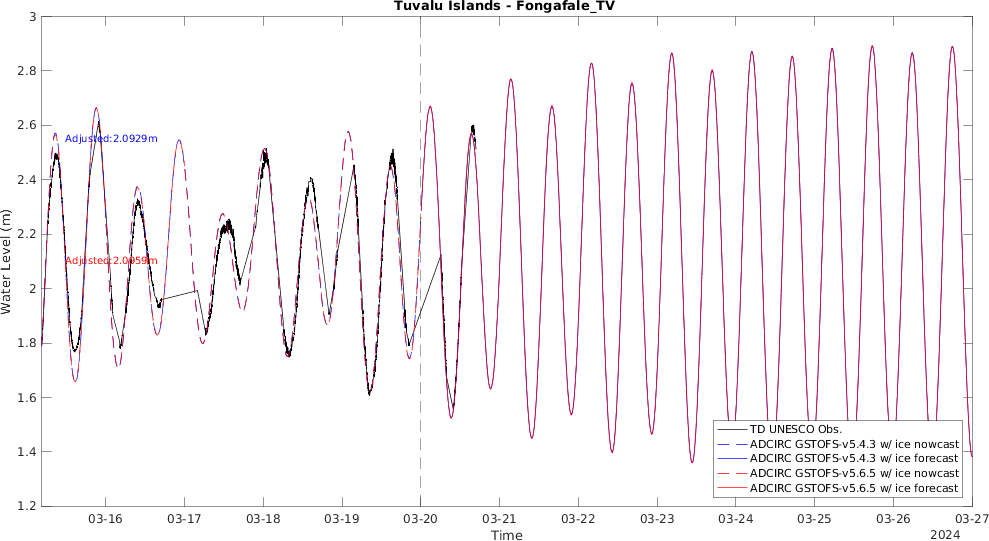 Tuvalu Islands - Fongafale_TV
3
2.8
2.6
2.4
2.2
2
1.8
1.6
1.4
1.2
Water Level (m)
Adjusted:2.0929m
Adjusted:2.0959m
TD UNESCO Obs.
ADCIRC GSTOFS-v5.4.3 w/ ice nowcast
ADCIRC GSTOFS-v5.4.3 w/ ice forecast
ADCIRC GSTOFS-v5.6.5 w/ ice nowcast
ADCIRC GSTOFS-v5.6.5 w/ ice forecast
03-16 03-17 03-18 03-19 03-20 03-21 03-22 03-23 03-24 03-25 03-26 03-27
Time
2024